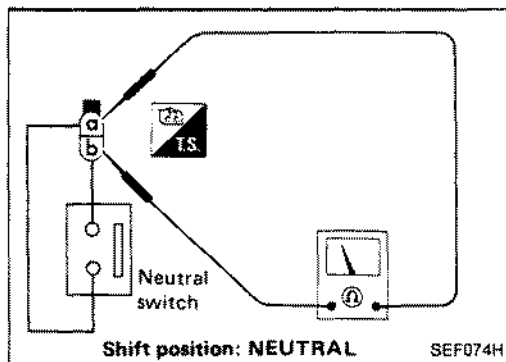 a
b
T.S.
Neutral
switch
Ω
Shift position: NEUTRAL
SEF074H